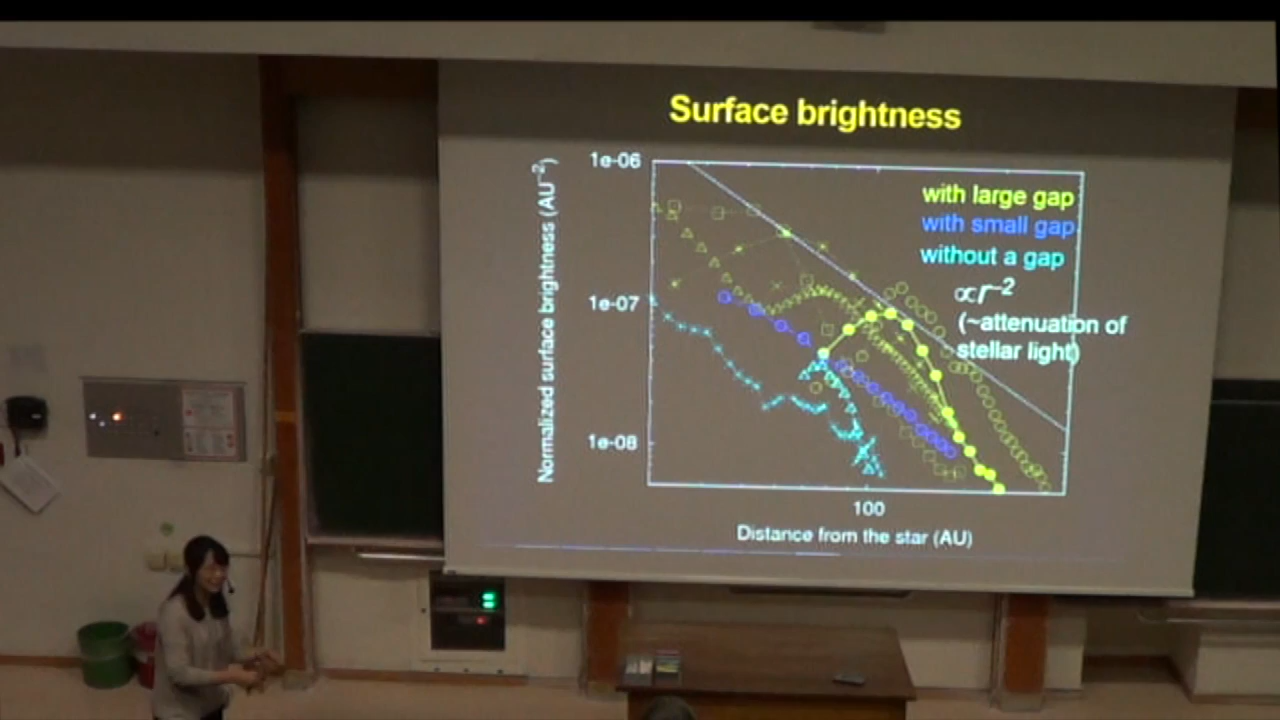 Surface brightness
1e-06
1e-07
1e-08
Normalized surface brightness (AU⁻²)
with large gap
with small gap
without a gap
∝r⁻²
(~attenuation of
stellar light)
100
Distance from the star (AU)